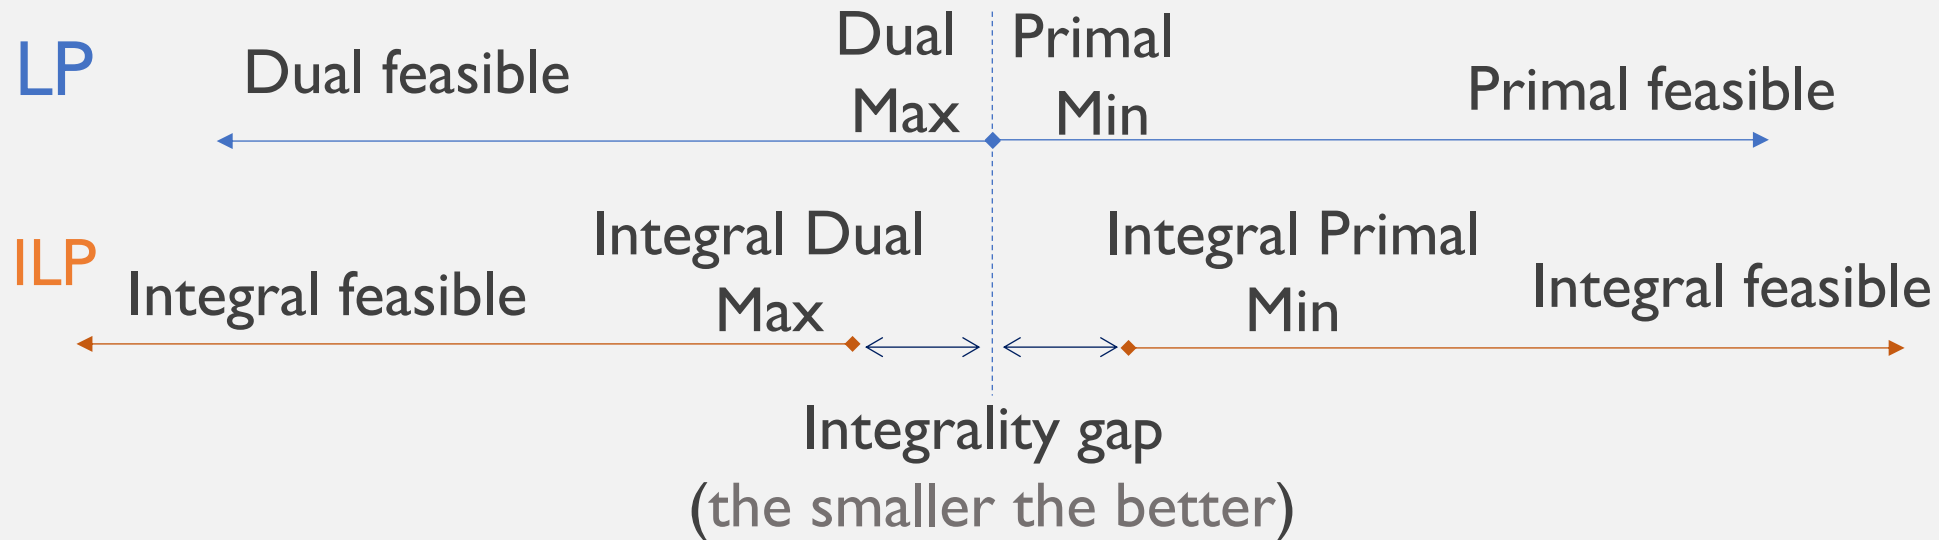 LP
Dual feasible
Dual
Max
Primal
Min
Primal feasible
ILP
Integral feasible
Integral Dual
Max
Integral Primal
Min
Integral feasible
Integrality gap
(the smaller the better)